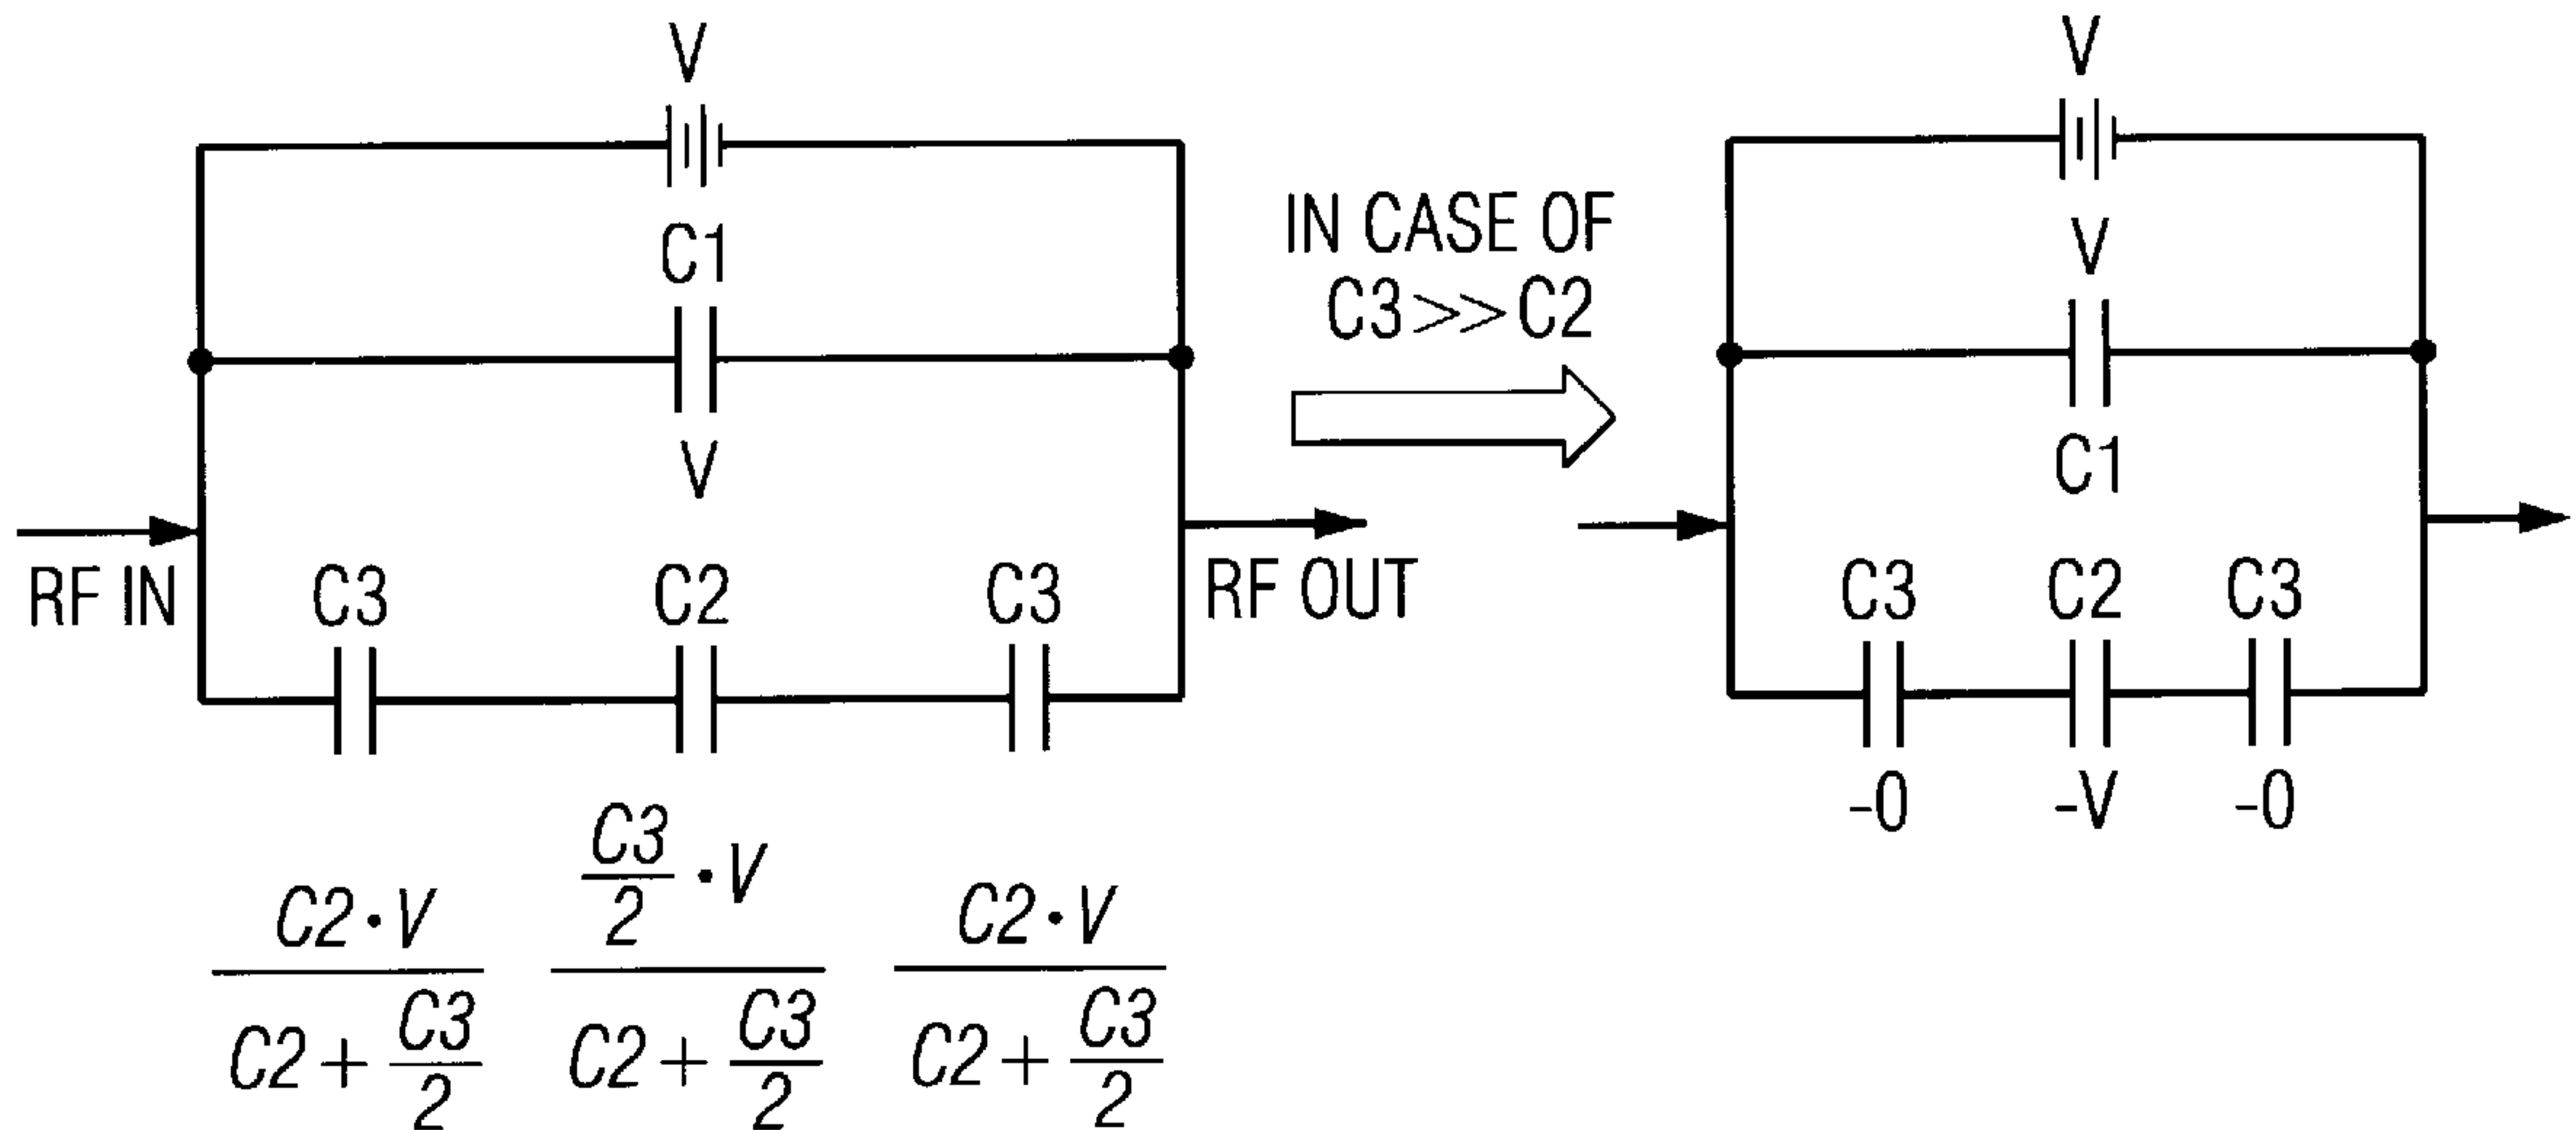 V
C1
V
RF IN
RF OUT
C3 C2 C3
C2·V / (C2 + C3/2)
C3/2·V / (C2 + C3/2)
C2·V / (C2 + C3/2)
IN CASE OF
C3>>C2
V
V
C1
C3 C2 C3
-0 -V -0